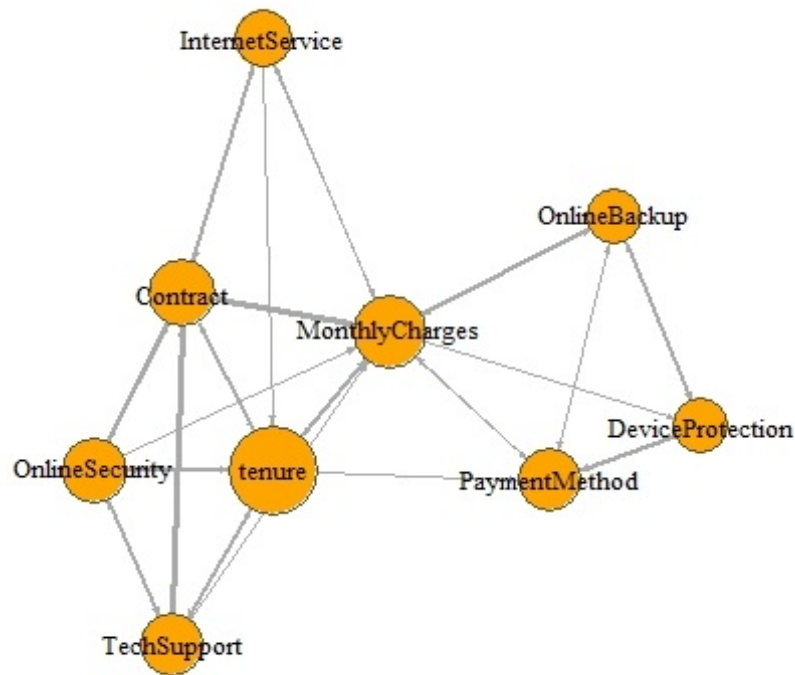 InternetService
OnlineBackup
Contract
MonthlyCharges
DeviceProtection
OnlineSecurity
tenure
PaymentMethod
TechSupport